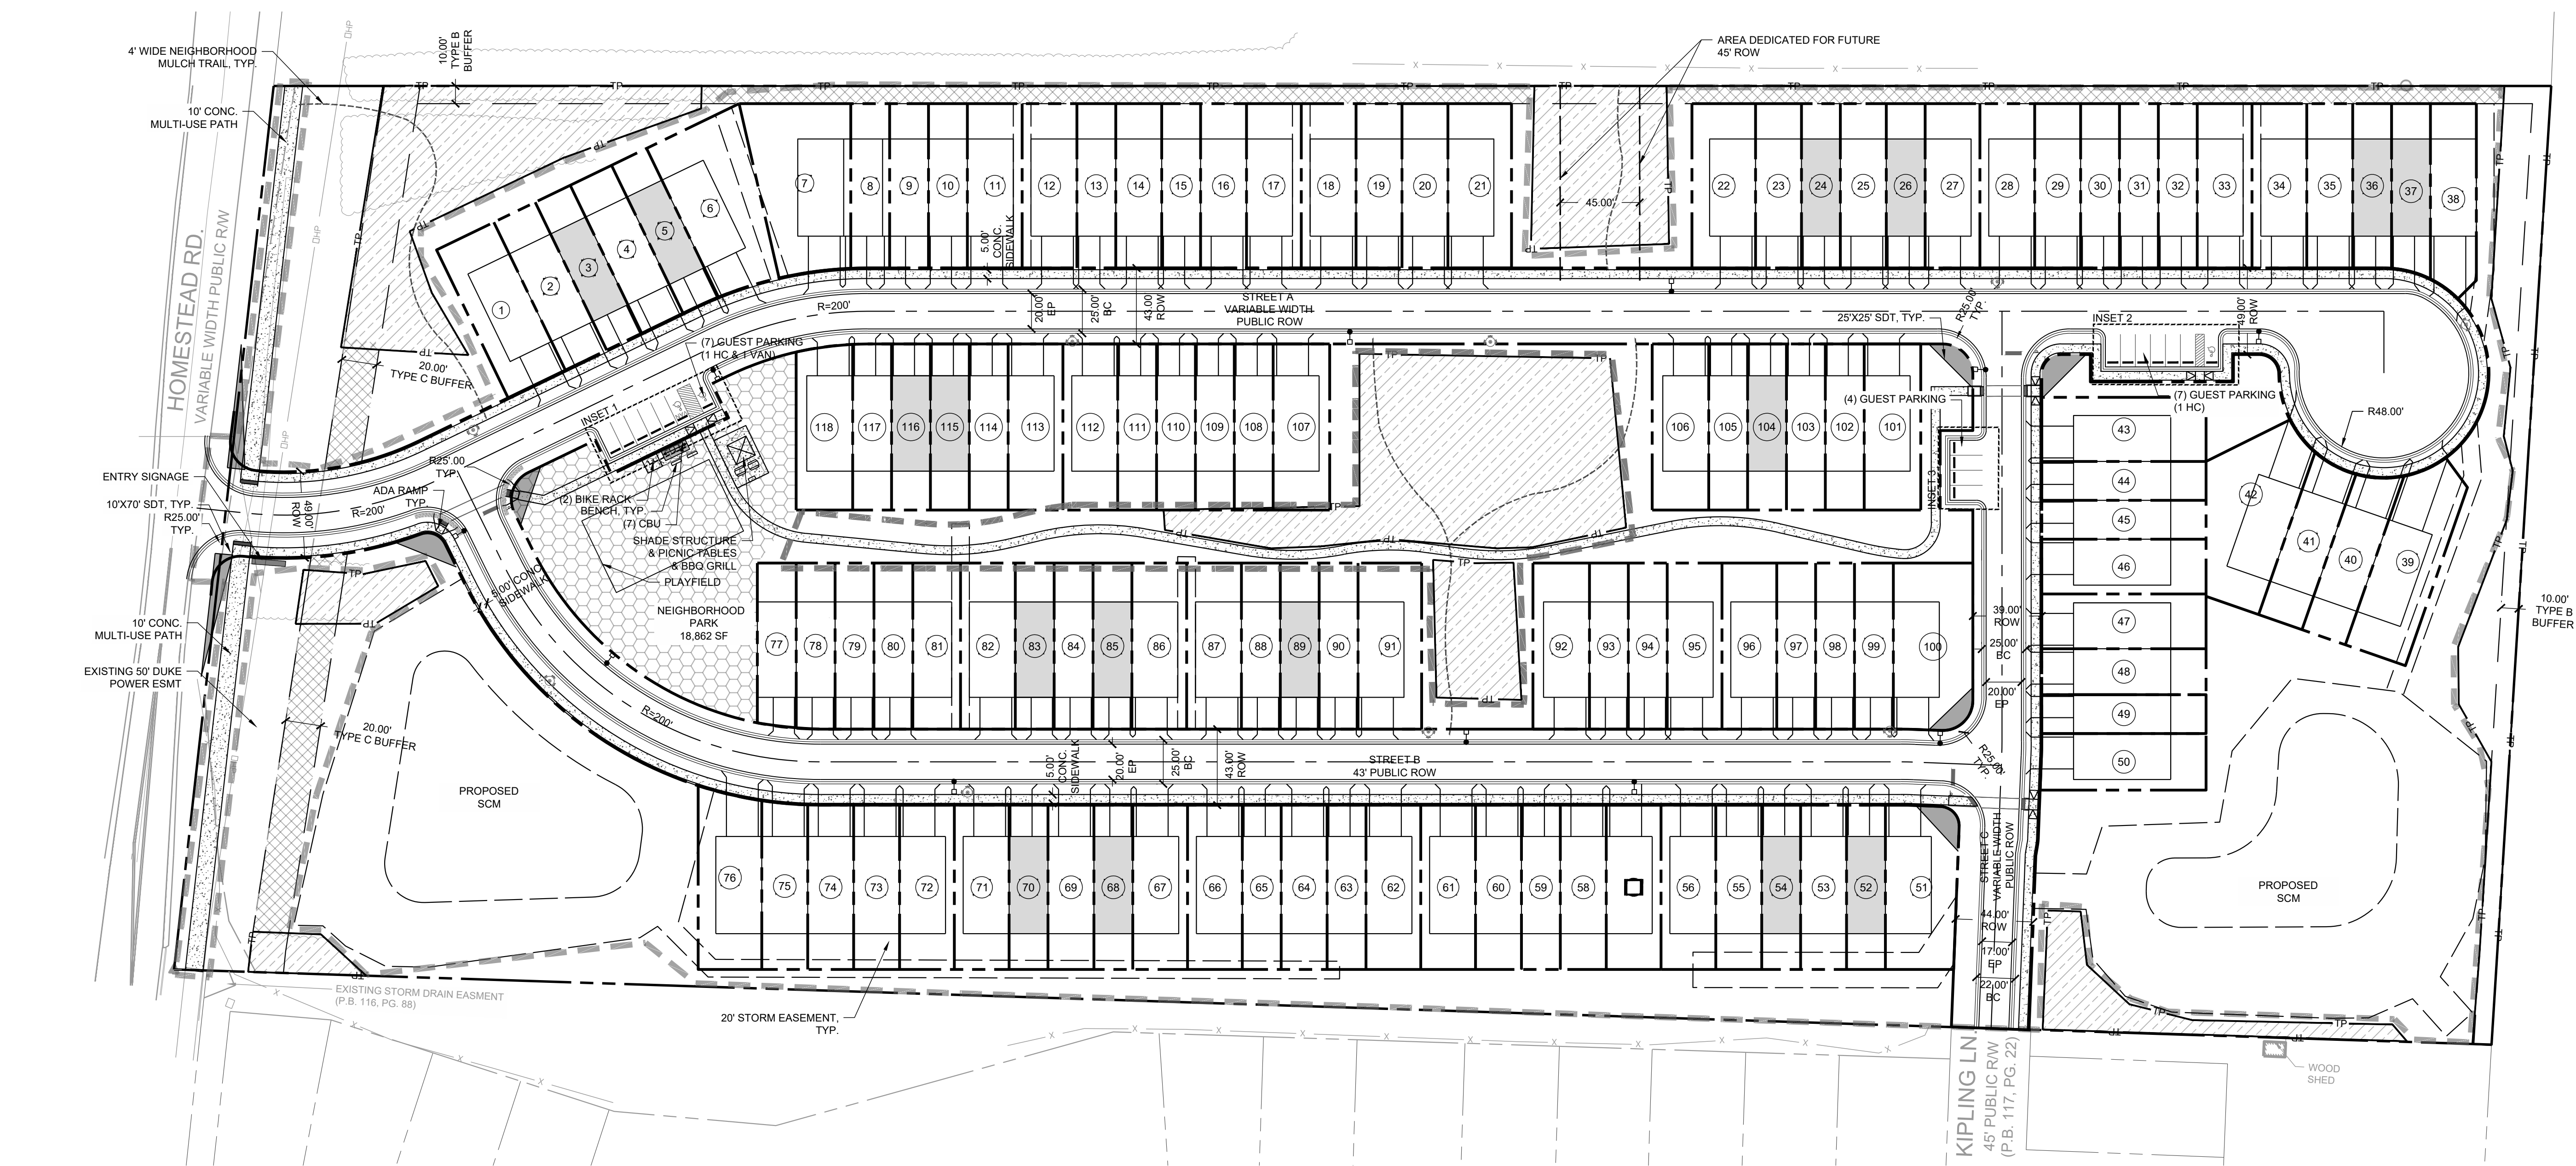 4' WIDE NEIGHBORHOOD
MULCH TRAIL, TYP.
10.00'
TYPE B
BUFFER
OHP
AREA DEDICATED FOR FUTURE
45' ROW
10' CONC.
MULTI-USE PATH
HOMESTEAD RD.
VARIABLE WIDTH PUBLIC R/W
OHP
OHP
TP
TP
TP
TP
TP
TP
TP
TP
TP
TP
TP
X
X
X
X
X
X
X
1
2
3
4
5
6
7
8
9
10
11
12
13
14
15
16
17
18
19
20
21
22
23
24
25
26
27
28
29
30
31
32
33
34
35
36
37
38
45.00'
5.00'
CONC.
SIDEWALK
20.00'
TYPE C BUFFER
R=200'
20.00'
EP
25.00'
BC
43.00'
ROW
STREET A
VARIABLE WIDTH
PUBLIC ROW
25'X25' SDT, TYP.
R25.00'
TYP.
INSET 2
49.00'
ROW
(7) GUEST PARKING
(1 HC & 1 VAN)
INSET 1
(4) GUEST PARKING
(7) GUEST PARKING
(1 HC)
R48.00'
118
117
116
115
114
113
112
111
110
109
108
107
106
105
104
103
102
101
43
44
45
46
47
48
49
50
42
41
40
39
INSET 3
ENTRY SIGNAGE
10'X70' SDT, TYP.
R25.00'
TYP.
49.00'
ROW
R=200'
ADA RAMP
TYP.
R25'.00
TYP.
(2) BIKE RACK
BENCH, TYP.
(7) CBU
SHADE STRUCTURE
& PICNIC TABLES
& BBQ GRILL
PLAYFIELD
NEIGHBORHOOD
PARK
18,862 SF
5.00' CONC.
SIDEWALK
77
78
79
80
81
82
83
84
85
86
87
88
89
90
91
92
93
94
95
96
97
98
99
100
39.00'
ROW
25.00'
BC
20.00'
EP
10.00'
TYPE B
BUFFER
10' CONC.
MULTI-USE PATH
EXISTING 50' DUKE
POWER ESMT
20.00'
TYPE C BUFFER
R=200'
PROPOSED
SCM
5.00'
CONC.
SIDEWALK
20.00'
EP
25.00'
BC
43.00'
ROW
STREET B
43' PUBLIC ROW
R25.00'
TYP.
76
75
74
73
72
71
70
69
68
67
66
65
64
63
62
61
60
59
58
56
55
54
53
52
51
STREET C
VARIABLE WIDTH
PUBLIC ROW
44.00'
ROW
17.00'
EP
22.00'
BC
PROPOSED
SCM
EXISTING STORM DRAIN EASMENT
(P.B. 116, PG. 88)
20' STORM EASEMENT,
TYP.
KIPLING LN.
45' PUBLIC R/W
(P.B. 117, PG. 22)
WOOD
SHED